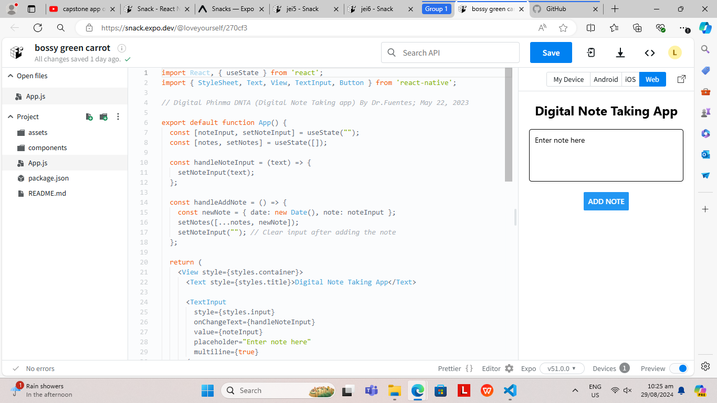 capstone app d
Snack - React N
Snacks — Expo
jei5 - Snack
jei6 - Snack
Group 1
bossy green ca
GitHub
https://snack.expo.dev/@loveyourself/270cf3
bossy green carrot
All changes saved 1 day ago.
Search API
Save
L
Open files
App.js
Project
assets
components
App.js
package.json
README.md
1 import React, { useState } from 'react';
2 import { StyleSheet, Text, View, TextInput, Button } from 'react-native';
3
4 // Digital Phinma DNTA (Digital Note Taking app) By Dr.Fuentes; May 22, 2023
5
6 export default function App() {
7 const [noteInput, setNoteInput] = useState("");
8 const [notes, setNotes] = useState([]);
9
10 const handleNoteInput = (text) => {
11 setNoteInput(text);
12 };
13
14 const handleAddNote = () => {
15 const newNote = { date: new Date(), note: noteInput };
16 setNotes([...notes, newNote]);
17 setNoteInput(""); // Clear input after adding the note
18 };
19
20 return (
21 <View style={styles.container}>
22 <Text style={styles.title}>Digital Note Taking App</Text>
23
24 <TextInput
25 style={styles.input}
26 onChangeText={handleNoteInput}
27 value={noteInput}
28 placeholder="Enter note here"
29 multiline={true}
My Device Android iOS Web
Digital Note Taking App
Enter note here
ADD NOTE
No errors
Prettier { } Editor Expo v51.0.0 Devices 1 Preview
1 Rain showers
In the afternoon
Search
ENG
US
10:25 am
29/08/2024